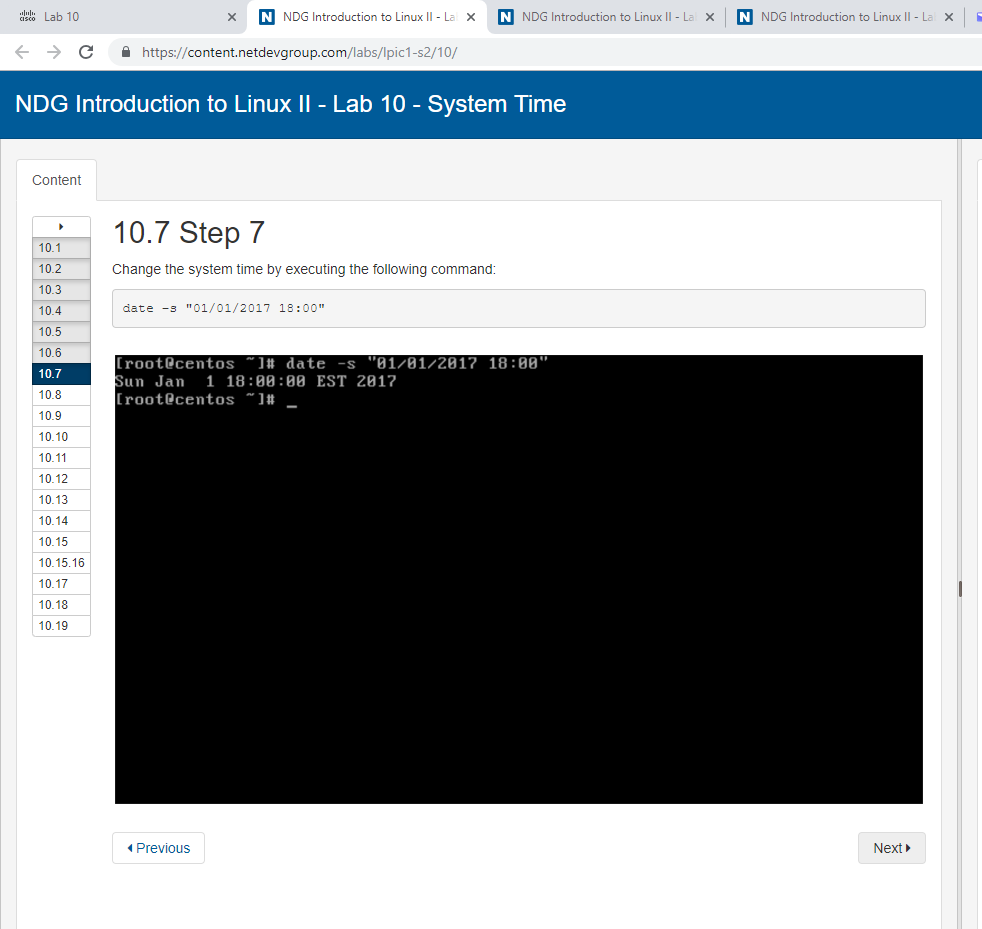 Lab 10
NDG Introduction to Linux II - La
NDG Introduction to Linux II - La
NDG Introduction to Linux II - La
https://content.netdevgroup.com/labs/lpic1-s2/10/
NDG Introduction to Linux II - Lab 10 - System Time
Content
10.1
10.2
10.3
10.4
10.5
10.6
10.7
10.8
10.9
10.10
10.11
10.12
10.13
10.14
10.15
10.15.16
10.17
10.18
10.19
10.7 Step 7
Change the system time by executing the following command:
date -s "01/01/2017 18:00"
[root@centos ~]# date -s "01/01/2017 18:00"
Sun Jan  1 18:00:00 EST 2017
[root@centos ~]# _
Previous
Next